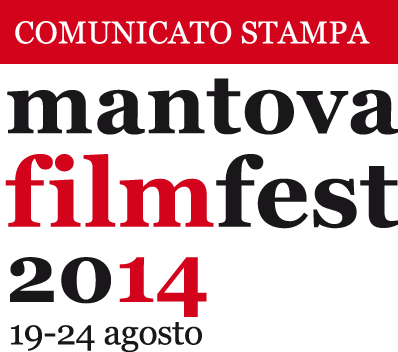 COMUNICATO STAMPA
mantova
filmfest
2014
19-24 agosto